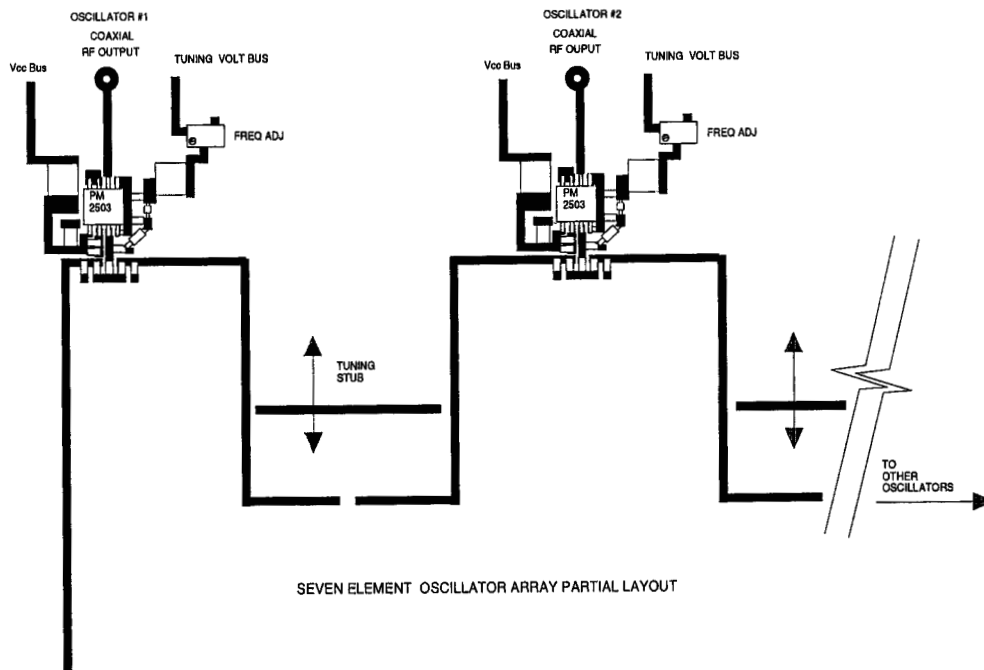 OSCILLATOR #1
COAXIAL
RF OUTPUT
Vcc Bus
TUNING VOLT BUS
FREQ ADJ
PM
2503
OSCILLATOR #2
COAXIAL
RF OUPUT
Vcc Bus
TUNING VOLT BUS
FREQ ADJ
PM
2503
TUNING
STUB
TO
OTHER
OSCILLATORS
SEVEN ELEMENT OSCILLATOR ARRAY PARTIAL LAYOUT